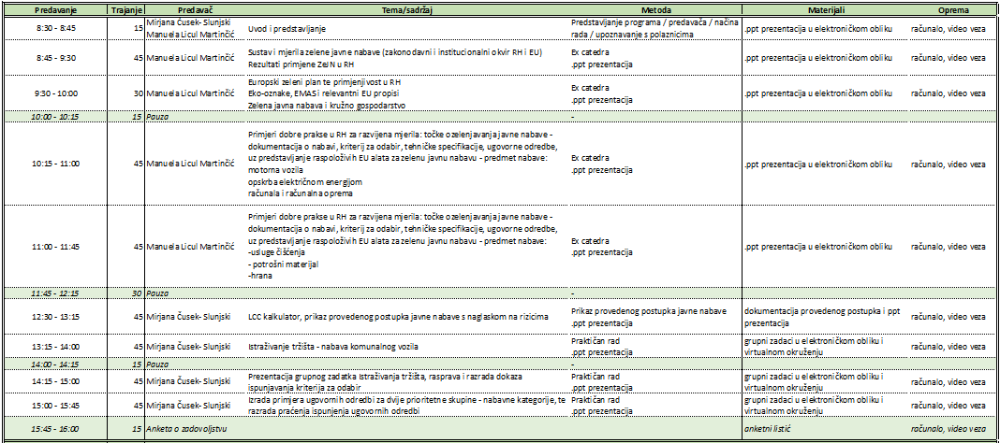 Predavanje Trajanje Predavač Tema/sadržaj Metoda Materijali Oprema
8:30 - 8:45 15 Mirjana Čusek- Slunjski Manuela Licul Martinčić Uvod i predstavljanje Predstavljanje programa / predavača / načina rada / upoznavanje s polaznicima .ppt prezentacija u elektroničkom obliku računalo, video veza
8:45 - 9:30 45 Manuela Licul Martinčić Sustav i mjerila zelene javne nabave (zakonodavni i institucionalni okvir RH i EU)
Rezultati primjene ZeJN u RH
Ex catedra
.ppt prezentacija
.ppt prezentacija u elektroničkom obliku računalo, video veza
9:30 - 10:00 30 Manuela Licul Martinčić Europski zeleni plan te primjenjivost u RH
Eko-oznake, EMAS i relevantni EU propisi
Zelena javna nabava i kružno gospodarstvo
Ex catedra
.ppt prezentacija
.ppt prezentacija u elektroničkom obliku računalo, video veza
10:00 - 10:15 15 Pauza -
10:15 - 11:00 45 Manuela Licul Martinčić Primjeri dobre prakse u RH za razvijena mjerila: točke ozelenjavanja javne nabave -
dokumentacija o nabavi, kriterij za odabir, tehničke specifikacije, ugovorne odredbe,
uz predstavljanje raspoloživih EU alata za zelenu javnu nabavu - predmet nabave:
motorna vozila
opskrba električnom energijom
računala i računalna oprema
Ex catedra
.ppt prezentacija
.ppt prezentacija u elektroničkom obliku računalo, video veza
11:00 - 11:45 45 Manuela Licul Martinčić Primjeri dobre prakse u RH za razvijena mjerila: točke ozelenjavanja javne nabave -
dokumentacija o nabavi, kriterij za odabir, tehničke specifikacije, ugovorne odredbe,
uz predstavljanje raspoloživih EU alata za zelenu javnu nabavu - predmet nabave:
-usluge čišćenja
- potrošni materijal
-hrana
Ex catedra
.ppt prezentacija
.ppt prezentacija u elektroničkom obliku računalo, video veza
11:45 - 12:15 30 Pauza -
12:30 - 13:15 45 Mirjana Čusek- Slunjski LCC kalkulator, prikaz provedenog postupka javne nabave s naglaskom na rizicima
Prikaz provedenog postupka javne nabave
.ppt prezentacija
dokumentacija provedenog postupka i ppt
prezentacija
računalo, video veza
13:15 - 14:00 45 Mirjana Čusek- Slunjski Istraživanje tržišta - nabava komunalnog vozila
Praktičan rad
.ppt prezentacija
grupni zadaci u elektroničkom obliku i
virtualnom okruženju
računalo, video veza
14:00 - 14:15 15 Pauza -
14:15 - 15:00 45 Mirjana Čusek- Slunjski Prezentacija grupnog zadatka Istraživanja tržišta, rasprava i razrada dokaza
ispunjavanja kriterija za odabir
Praktičan rad
.ppt prezentacija
grupni zadaci u elektroničkom obliku i
virtualnom okruženju
računalo, video veza
15:00 - 15:45 45 Mirjana Čusek- Slunjski Izrada primjera ugovornih odredbi za dvije prioritetne skupine - nabavne kategorije, te
razrada praćenja ispunjenja ugovornih odredbi
Praktičan rad
.ppt prezentacija
grupni zadaci u elektroničkom obliku i
virtualnom okruženju
računalo, video veza
15:45 - 16:00 15 Anketa o zadovoljstvu anketni listić računalo, video veza